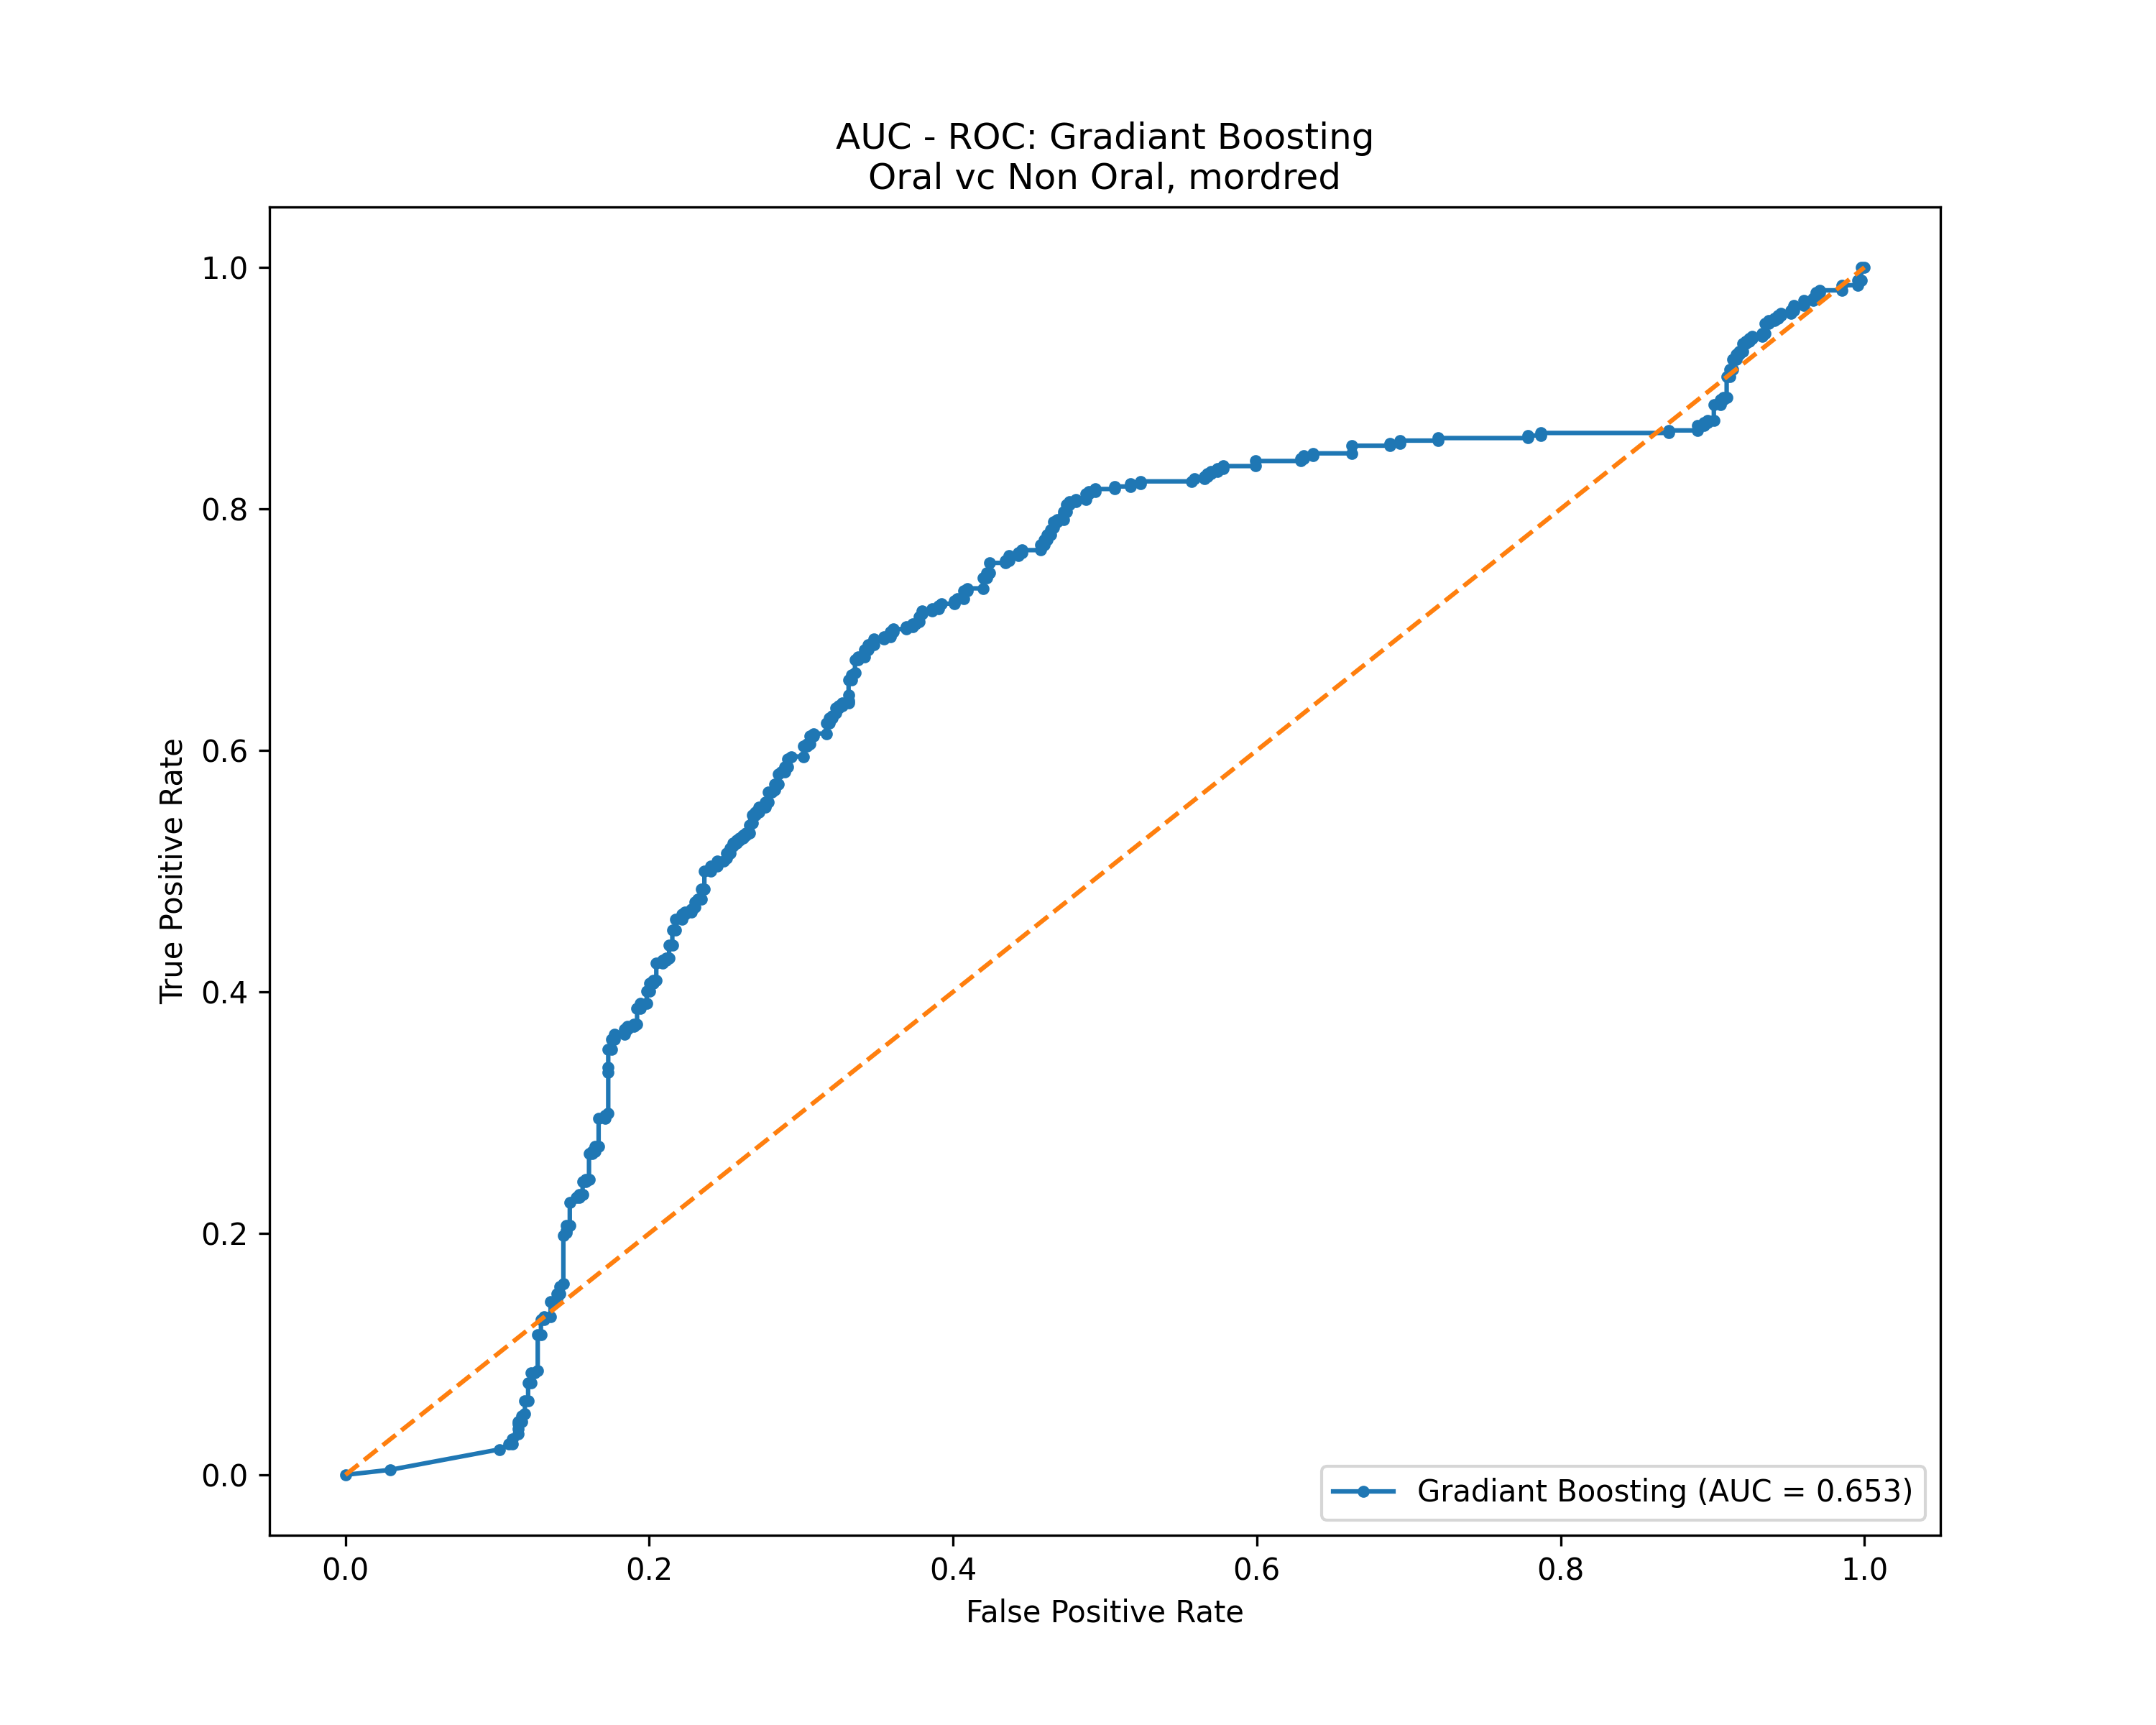 AUC - ROC: Gradiant Boosting
Oral vc Non Oral, mordred
True Positive Rate
1.0
0.8
0.6
0.4
0.2
0.0
Gradiant Boosting (AUC = 0.653)
0.0 0.2 0.4 0.6 0.8 1.0
False Positive Rate